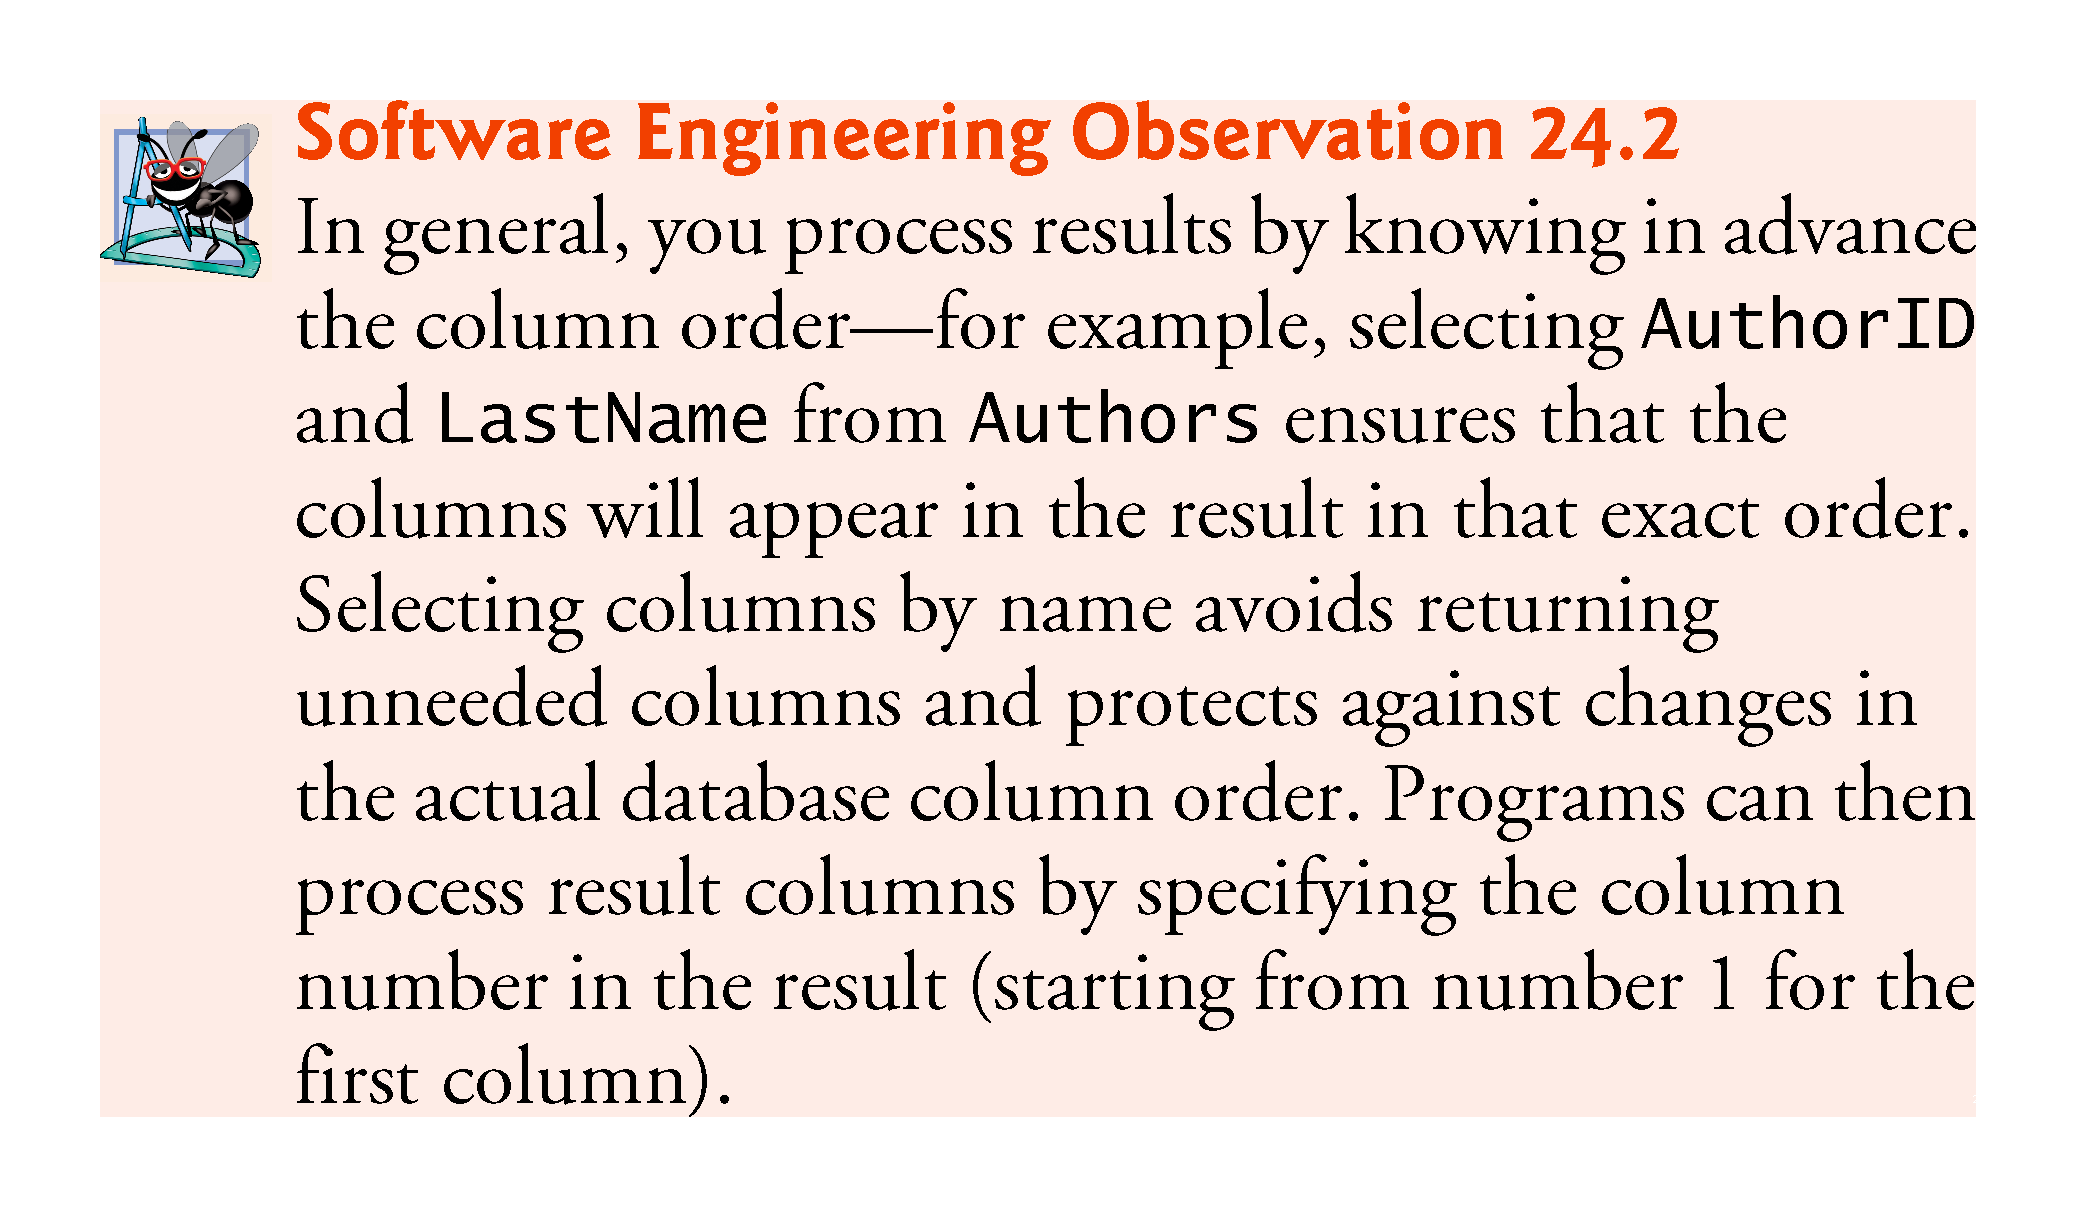 Software Engineering Observation 24.2
In general, you process results by knowing in advance
the column order—for example, selecting AuthorID
and LastName from Authors ensures that the
columns will appear in the result in that exact order.
Selecting columns by name avoids returning
unneeded columns and protects against changes in
the actual database column order. Programs can then
process result columns by specifying the column
number in the result (starting from number 1 for the
first column).